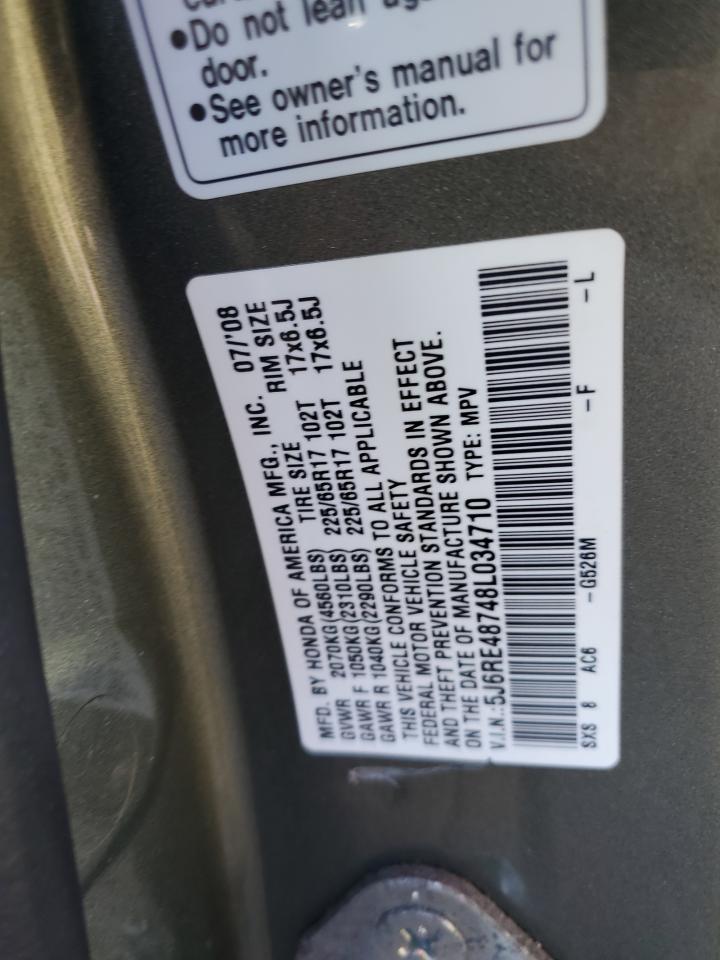 ●Do not lean
door.
●See owner's manual for
more information.
MFD. BY HONDA OF AMERICA MFG., INC. 07/'08
GVWR 2070KG(4560LBS) TIRE SIZE RIM SIZE
GAWR F 1050KG(2310LBS) 225/65R17 102T 17x6.5J
GAWR R 1040KG(2290LBS) 225/65R17 102T 17x6.5J
THIS VEHICLE CONFORMS TO ALL APPLICABLE
FEDERAL MOTOR VEHICLE SAFETY
AND THEFT PREVENTION STANDARDS IN EFFECT
ON THE DATE OF MANUFACTURE SHOWN ABOVE.
V.I.N.:5J6RE48748L034710 TYPE: MPV
SXS 8 AC6 -G526M -F -L